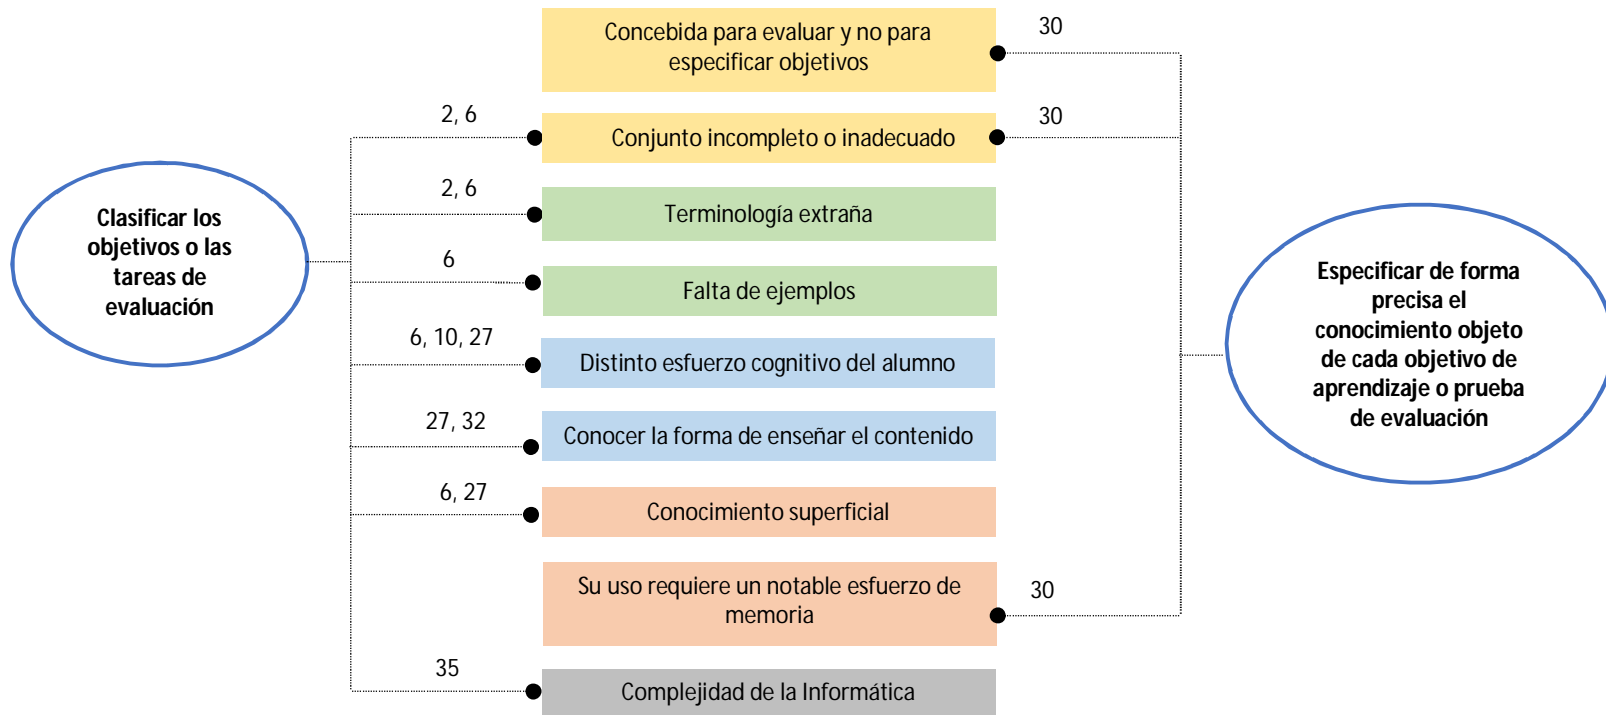 Concebida para evaluar y no para
especificar objetivos
30
2, 6
Conjunto incompleto o inadecuado
30
2, 6
Terminología extraña
6
Falta de ejemplos
6, 10, 27
Distinto esfuerzo cognitivo del alumno
27, 32
Conocer la forma de enseñar el contenido
6, 27
Conocimiento superficial
Su uso requiere un notable esfuerzo de
memoria
30
35
Complejidad de la Informática
Clasificar los
objetivos o las
tareas de
evaluación
Especificar de forma
precisa el
conocimiento objeto
de cada objetivo de
aprendizaje o prueba
de evaluación